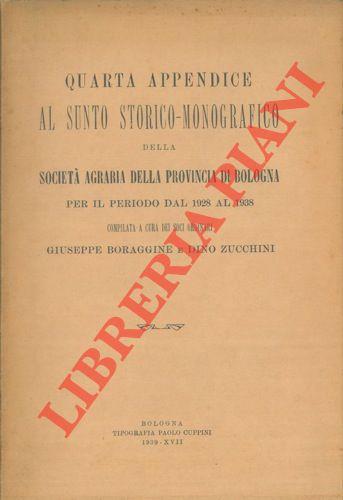 QUARTA APPENDICE
AL SUNTO STORICO-MONOGRAFICO
DELLA
SOCIETÀ AGRARIA DELLA PROVINCIA DI BOLOGNA
PER IL PERIODO DAL 1928 AL 1938
COMPILATA A CURA DEI SOCI ORDINARI
GIUSEPPE BORAGGINE E DINO ZUCCHINI
BOLOGNA
TIPOGRAFIA PAOLO CUPPINI
1939-XVII
LIBRERIA PIANI